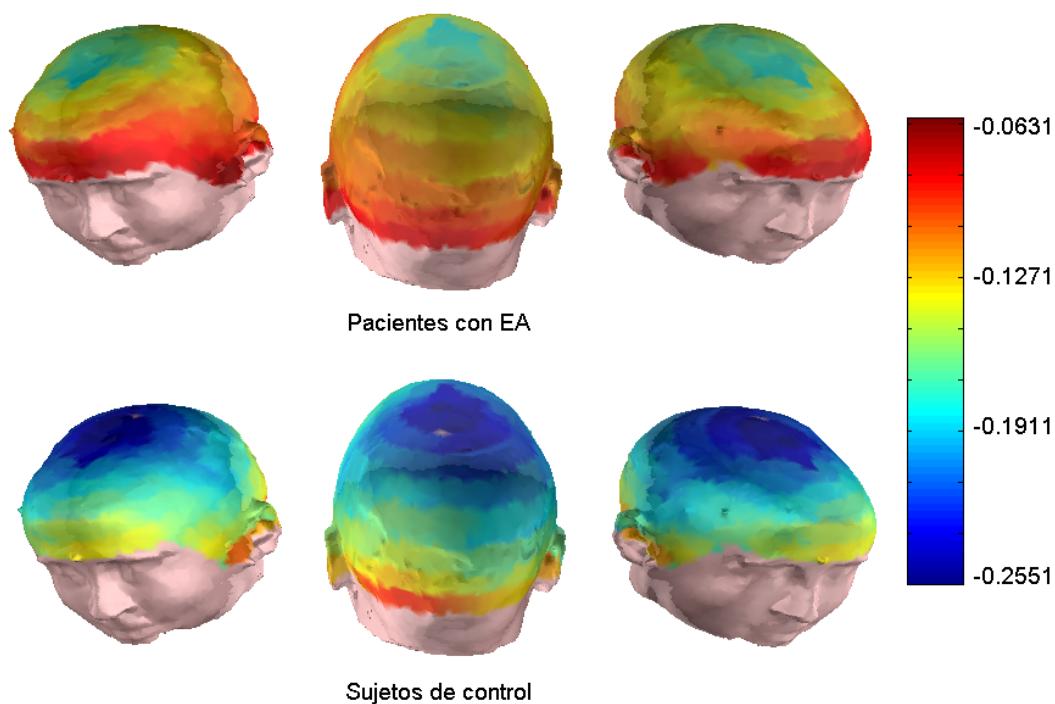 -0.0631
-0.1271
-0.1911
-0.2551
Pacientes con EA
Sujetos de control